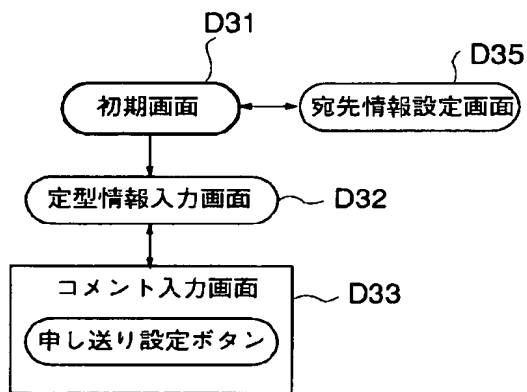 D31
D35
初期画面
宛先情報設定画面
定型情報入力画面
D32
コメント入力画面
D33
申し送り設定ボタン